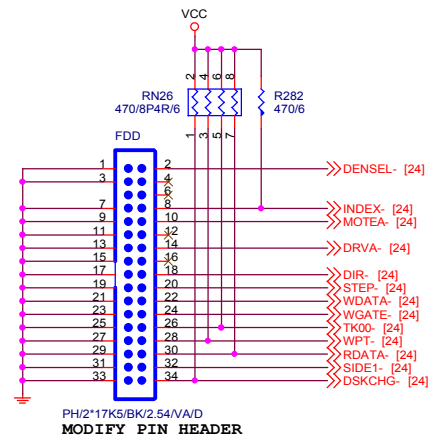 VCC
2 4 6 8
RN26
470/8P4R/6
R282
470/6
1 3 5 7
FDD
1 2 DENSEL- [24]
3 4
6
7 8 INDEX- [24]
9 10 MOTEA- [24]
11 12
13 14 DRVA- [24]
15 16
17 18 DIR- [24]
19 20 STEP- [24]
21 22 WDATA- [24]
23 24 WGATE- [24]
25 26 TK00- [24]
27 28 WPT- [24]
29 30 RDATA- [24]
31 32 SIDE1- [24]
33 34 DSKCHG- [24]
PH/2*17K5/BK/2.54/VA/D
MODIFY PIN HEADER